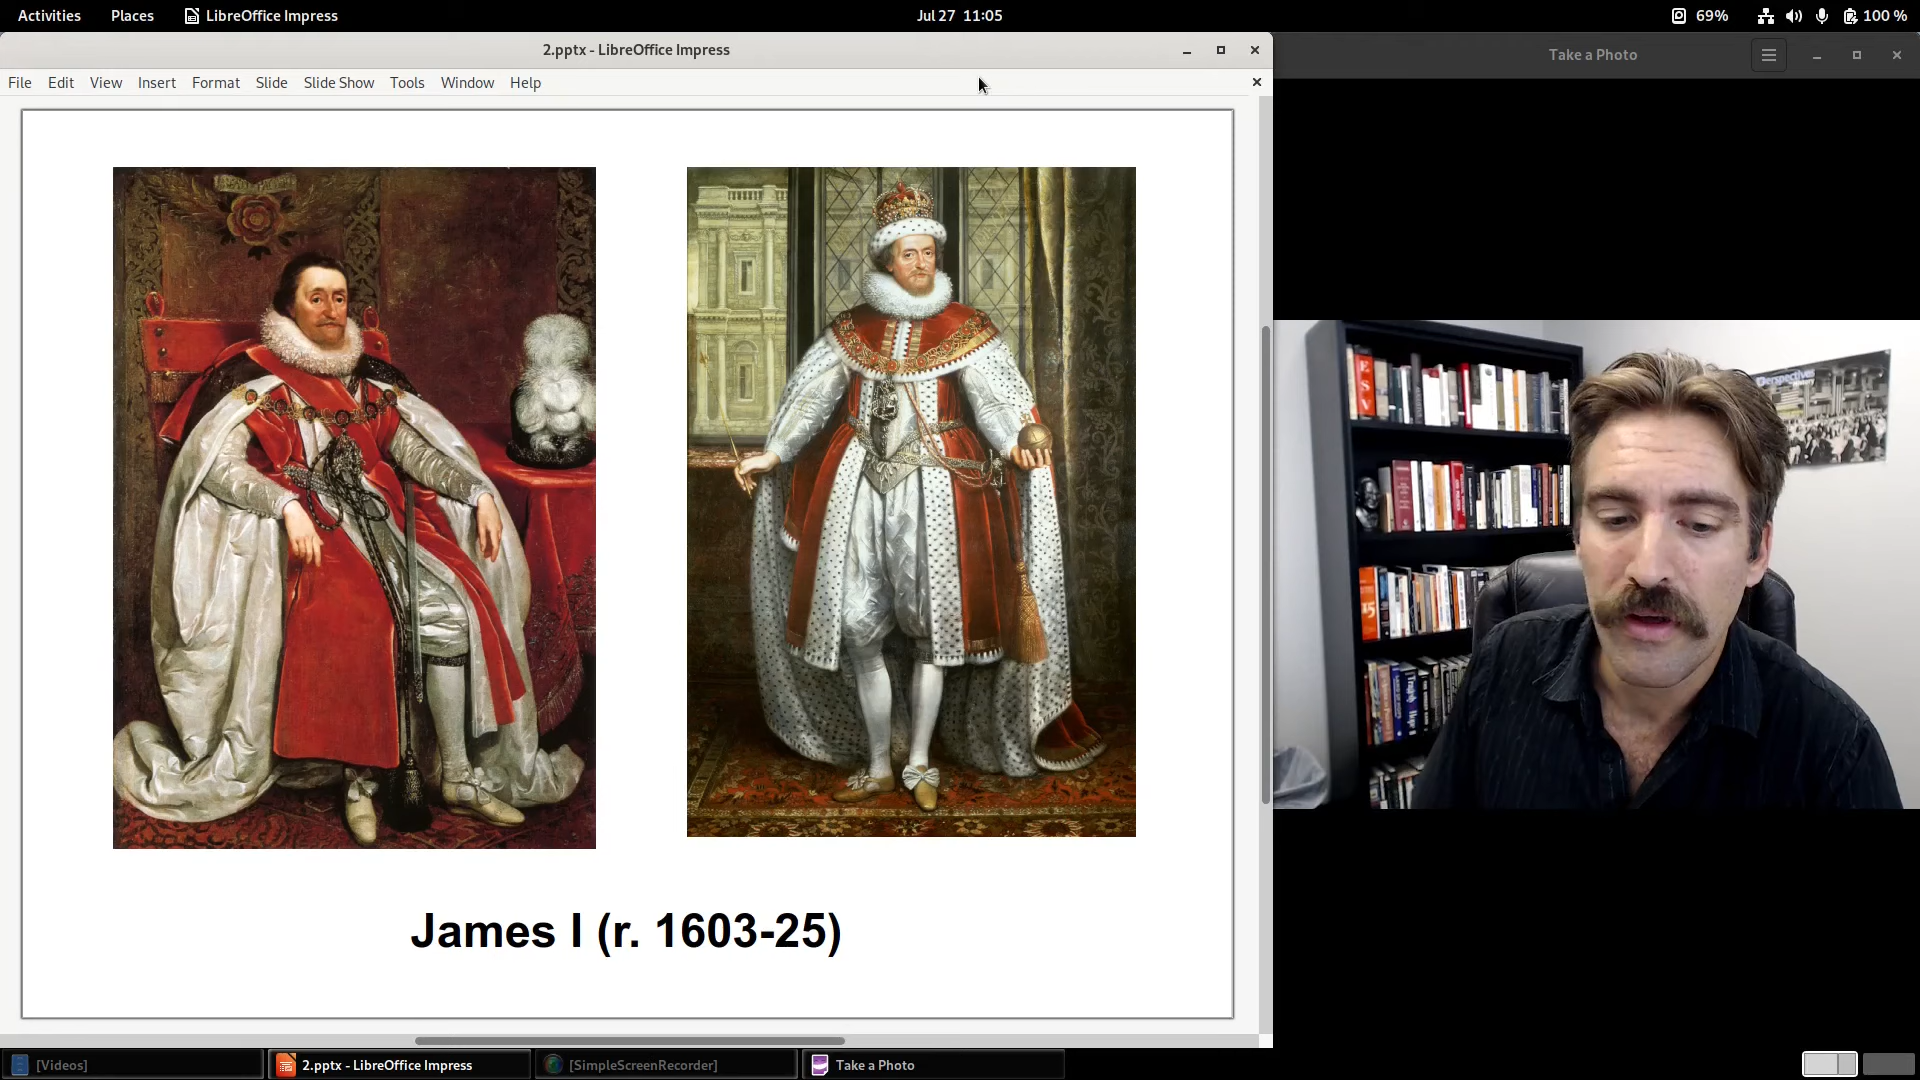 Activities Places LibreOffice Impress Jul 27 11:05 69% 100 %
2.pptx - LibreOffice Impress
Take a Photo
File Edit View Insert Format Slide Slide Show Tools Window Help
James I (r. 1603-25)
ESV
Perspectives
[Videos] 2.pptx - LibreOffice Impress [SimpleScreenRecorder] Take a Photo